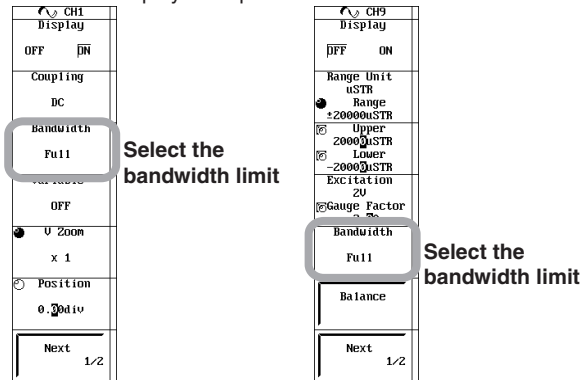 CH1
Display
OFF ON
Coupling
DC
Bandwidth
Full
OFF
V Zoom
x 1
Position
0.00div
Next
1/2
Select the
bandwidth limit
CH9
Display
OFF ON
Range Unit
uSTR
Range
±20000uSTR
Upper
20000uSTR
Lower
-20000uSTR
Excitation
2V
Gauge Factor
Bandwidth
Full
Balance
Next
1/2
Select the
bandwidth limit